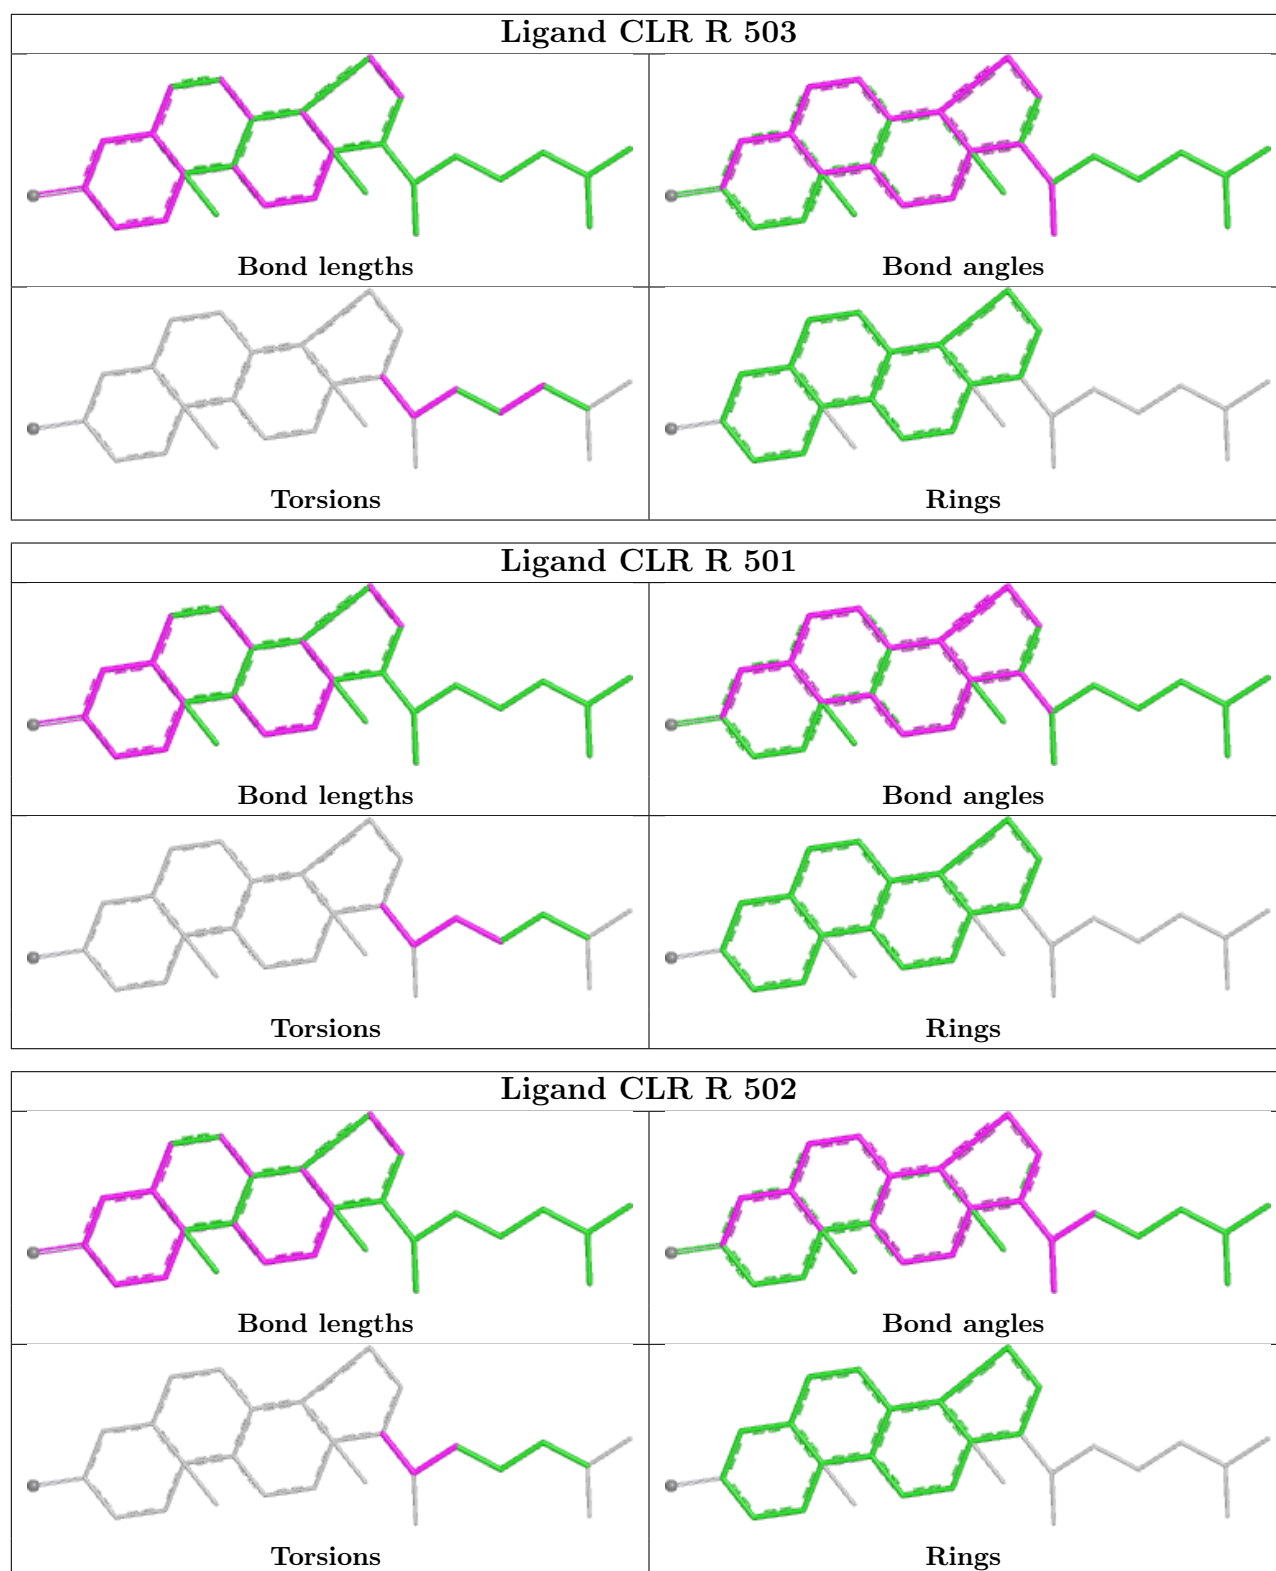 Ligand CLR R 503
Bond lengths
Bond angles
Torsions
Rings
Ligand CLR R 501
Bond lengths
Bond angles
Torsions
Rings
Ligand CLR R 502
Bond lengths
Bond angles
Torsions
Rings